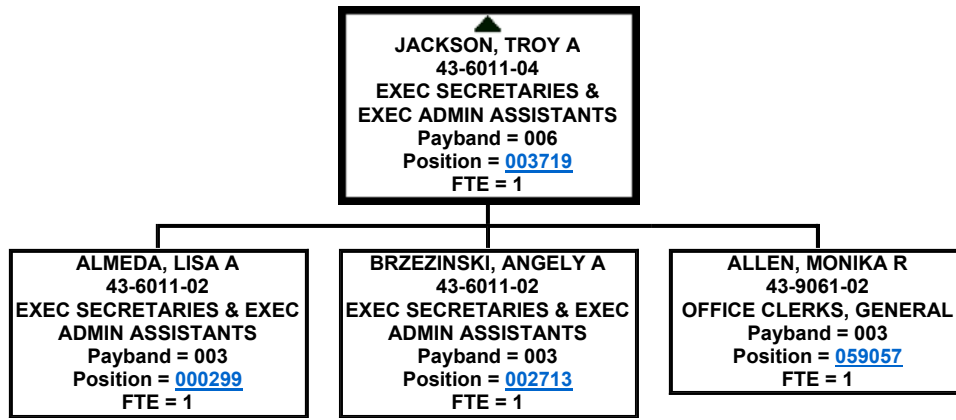 JACKSON, TROY A
43-6011-04
EXEC SECRETARIES &
EXEC ADMIN ASSISTANTS
Payband = 006
Position = 003719
FTE = 1
ALMEDA, LISA A
43-6011-02
EXEC SECRETARIES & EXEC
ADMIN ASSISTANTS
Payband = 003
Position = 000299
FTE = 1
BRZEZINSKI, ANGELY A
43-6011-02
EXEC SECRETARIES & EXEC
ADMIN ASSISTANTS
Payband = 003
Position = 002713
FTE = 1
ALLEN, MONIKA R
43-9061-02
OFFICE CLERKS, GENERAL
Payband = 003
Position = 059057
FTE = 1